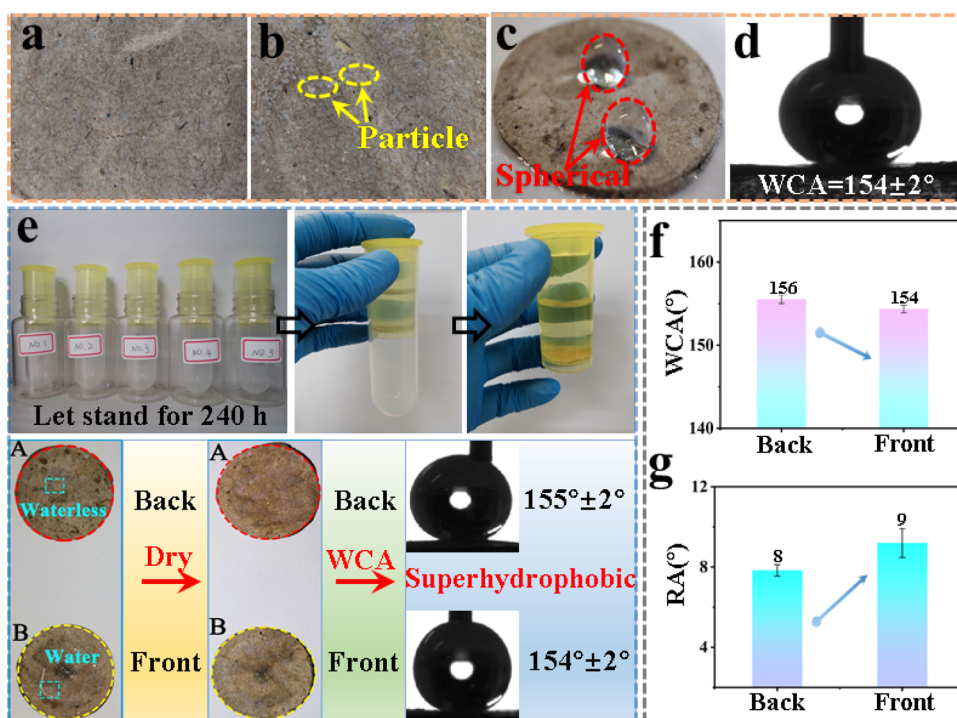 a
b
Particle
c
Spherical
d
WCA=154±2°
e
NO.1
NO.2
NO.3
NO.4
NO.5
Let stand for 240 h
A
Waterless
Back
A
Back
155°±2°
Dry
WCA
Superhydrophobic
B
Water
Front
B
Front
154°±2°
f
WCA(°)
160
150
140
156
154
Back
Front
g
RA(°)
12
8
4
8
9
Back
Front